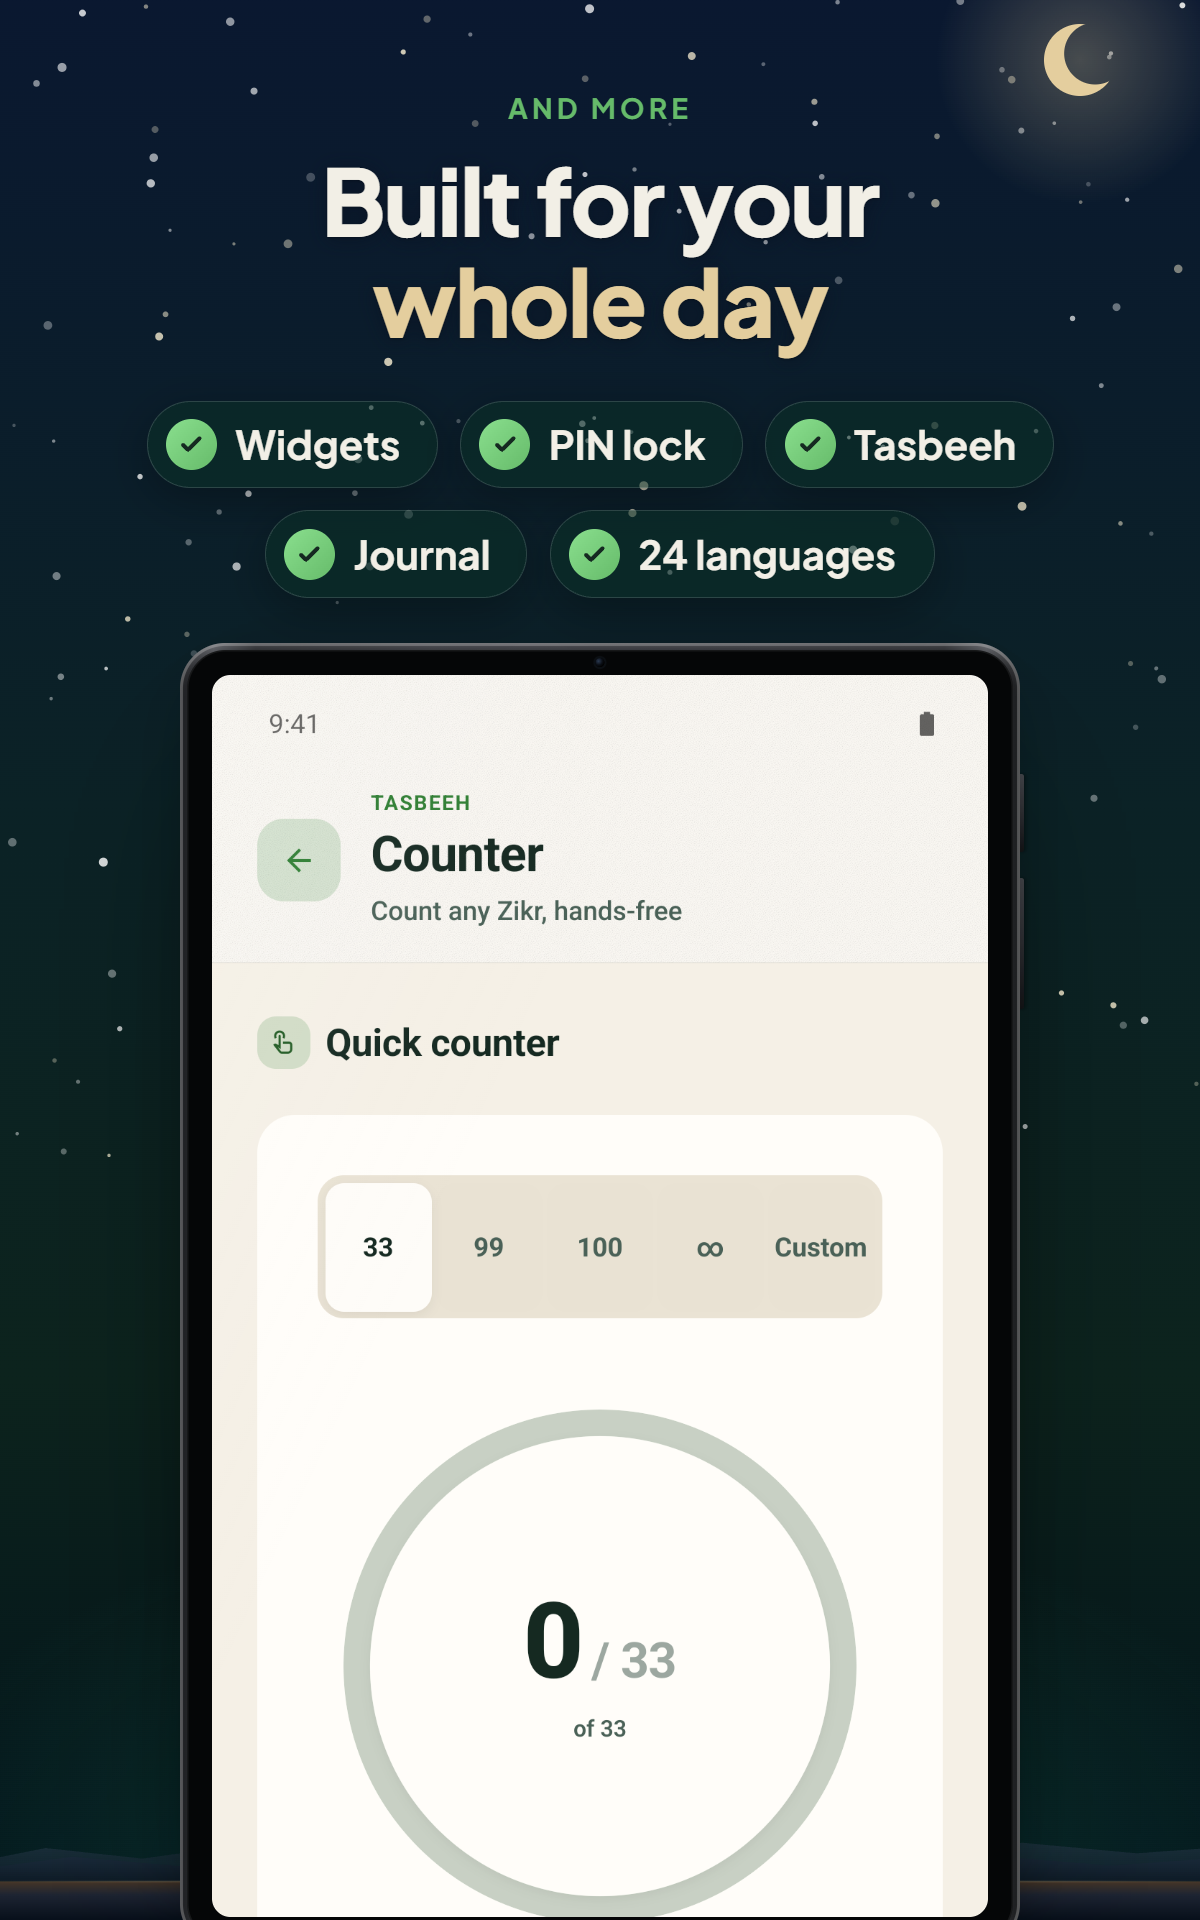 AND MORE
Built for your
whole day
Widgets
PIN lock
Tasbeeh
Journal
24 languages
9:41
TASBEEH
Counter
Count any Zikr, hands-free
Quick counter
33 99 100 ∞ Custom
0 / 33
of 33